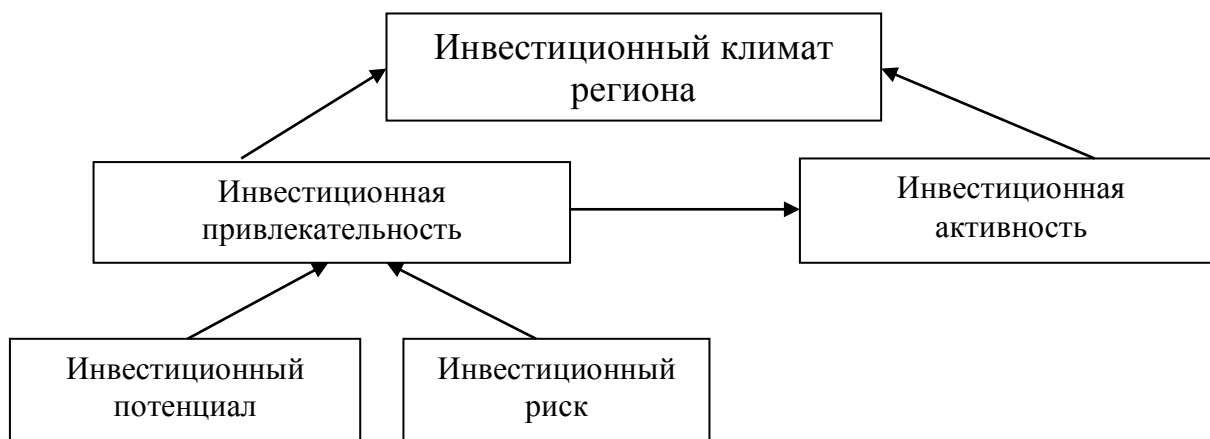 Инвестиционный климат
региона
Инвестиционная
привлекательность
Инвестиционная
активность
Инвестиционный
потенциал
Инвестиционный
риск